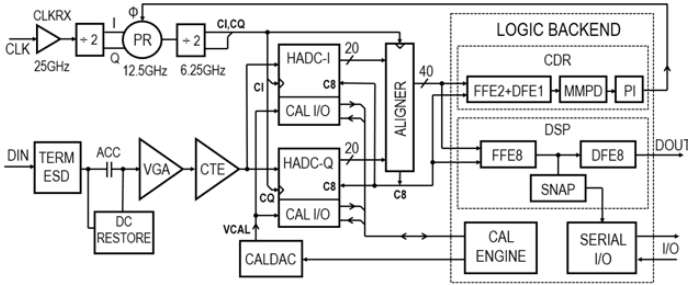 CLKRX
CLK
25GHz
÷ 2
I
Q
Φ
PR
12.5GHz
÷ 2
6.25GHz
CI,CQ
HADC-I
20
CI
C8
CAL I/O
HADC-Q
20
CQ
C8
CAL I/O
ALIGNER
40
C8
LOGIC BACKEND
CDR
FFE2+DFE1
MMPD
PI
DSP
FFE8
DFE8
DOUT
SNAP
DIN
TERM
ESD
ACC
DC
RESTORE
VGA
CTE
VCAL
CALDAC
CAL
ENGINE
SERIAL
I/O
I/O